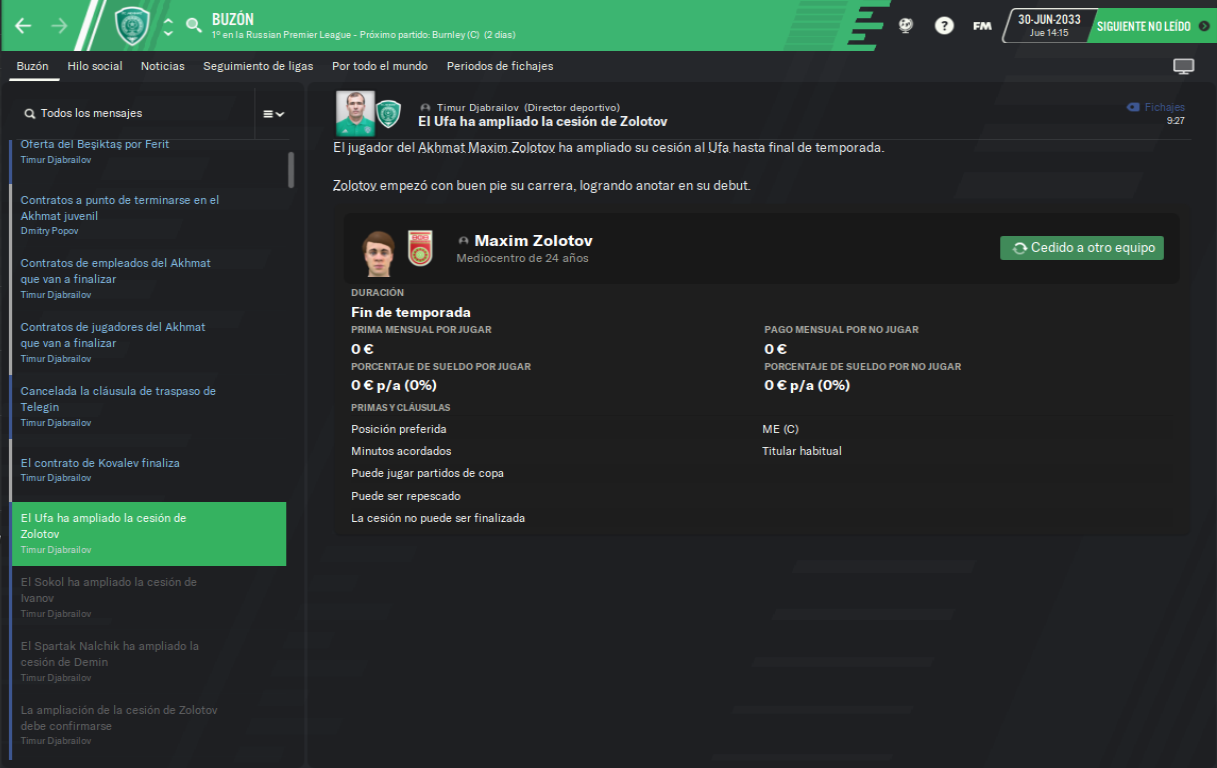 BUZÓN
1º en la Russian Premier League - Próximo partido: Burnley (C) (2 días)
?
FM
30-JUN-2033
Jue 14:15
SIGUIENTE NO LEÍDO
Buzón Hilo social Noticias Seguimiento de ligas Por todo el mundo Periodos de fichajes
Todos los mensajes
Oferta del Beşiktaş por Ferit
Timur Djabrailov
Contratos a punto de terminarse en el
Akhmat juvenil
Dmitry Popov
Contratos de empleados del Akhmat
que van a finalizar
Timur Djabrailov
Contratos de jugadores del Akhmat
que van a finalizar
Timur Djabrailov
Cancelada la cláusula de traspaso de
Telegin
Timur Djabrailov
El contrato de Kovalev finaliza
Timur Djabrailov
El Ufa ha ampliado la cesión de
Zolotov
Timur Djabrailov
El Sokol ha ampliado la cesión de
Ivanov
Timur Djabrailov
El Spartak Nalchik ha ampliado la
cesión de Demin
Timur Djabrailov
La ampliación de la cesión de Zolotov
debe confirmarse
Timur Djabrailov
Timur Djabrailov (Director deportivo)
El Ufa ha ampliado la cesión de Zolotov
Fichajes
9:27
El jugador del Akhmat Maxim Zolotov ha ampliado su cesión al Ufa hasta final de temporada.
Zolotov empezó con buen pie su carrera, logrando anotar en su debut.
Maxim Zolotov
Mediocentro de 24 años
Cedido a otro equipo
DURACIÓN
Fin de temporada
PRIMA MENSUAL POR JUGAR PAGO MENSUAL POR NO JUGAR
0 € 0 €
PORCENTAJE DE SUELDO POR JUGAR PORCENTAJE DE SUELDO POR NO JUGAR
0 € p/a (0%) 0 € p/a (0%)
PRIMAS Y CLÁUSULAS
Posición preferida ME (C)
Minutos acordados Titular habitual
Puede jugar partidos de copa
Puede ser repescado
La cesión no puede ser finalizada